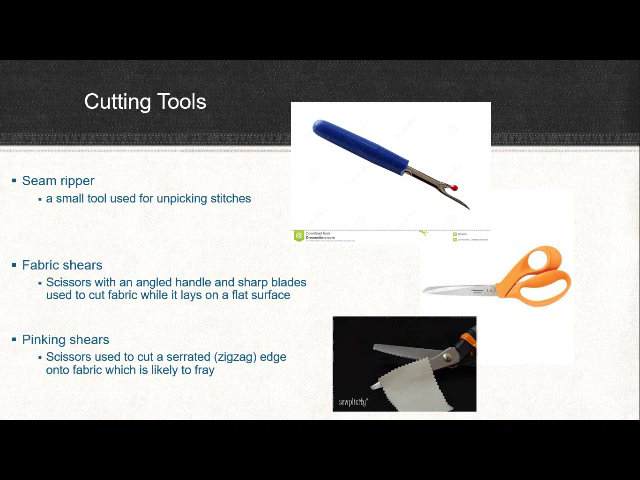 Cutting Tools
Seam ripper
a small tool used for unpicking stitches
Fabric shears
Scissors with an angled handle and sharp blades
used to cut fabric while it lays on a flat surface
Pinking shears
Scissors used to cut a serrated (zigzag) edge
onto fabric which is likely to fray
sewplicity